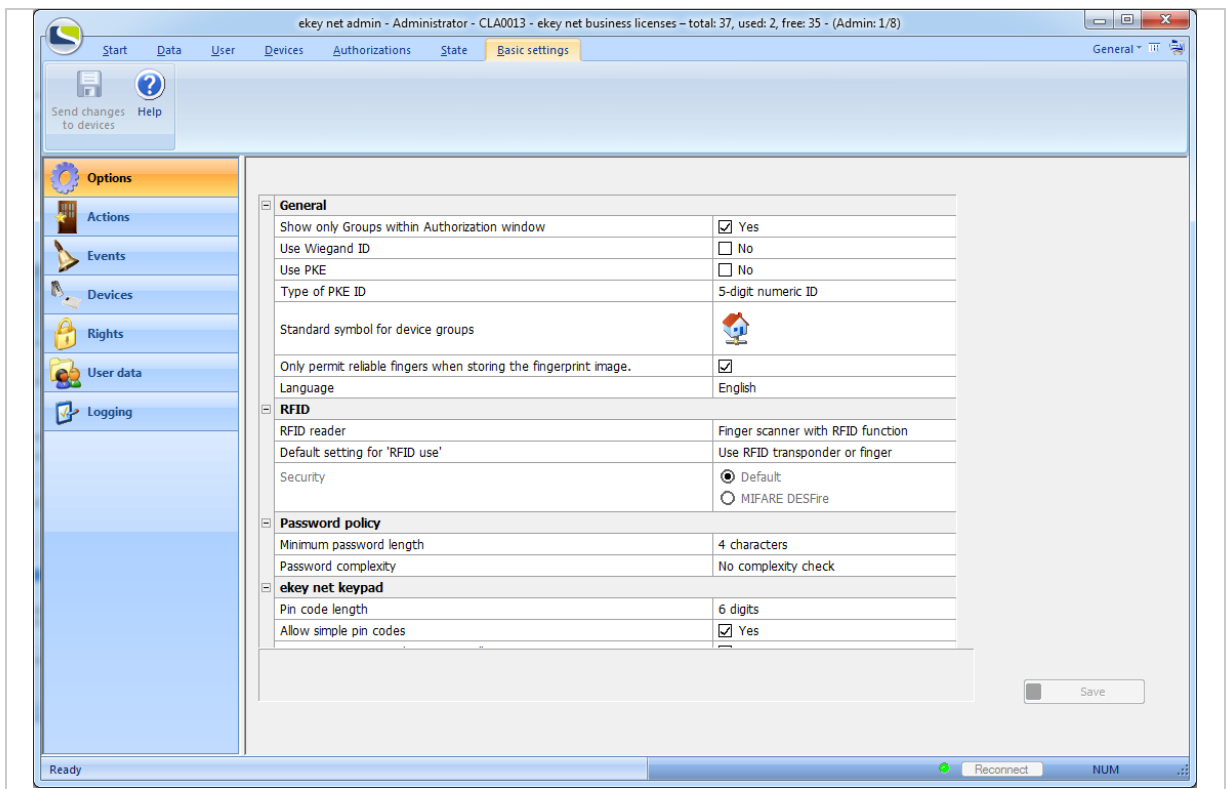 ekey net admin - Administrator - CLA0013 - ekey net business licenses – total: 37, used: 2, free: 35 - (Admin: 1/8)
Start Data User Devices Authorizations State Basic settings General
Send changes to devices Help
Options
Actions
Events
Devices
Rights
User data
Logging
General
Show only Groups within Authorization window Yes
Use Wiegand ID No
Use PKE No
Type of PKE ID 5-digit numeric ID
Standard symbol for device groups
Only permit reliable fingers when storing the fingerprint image.
Language English
RFID
RFID reader Finger scanner with RFID function
Default setting for 'RFID use' Use RFID transponder or finger
Security Default
MIFARE DESFire
Password policy
Minimum password length 4 characters
Password complexity No complexity check
ekey net keypad
Pin code length 6 digits
Allow simple pin codes Yes
Save
Ready Reconnect NUM